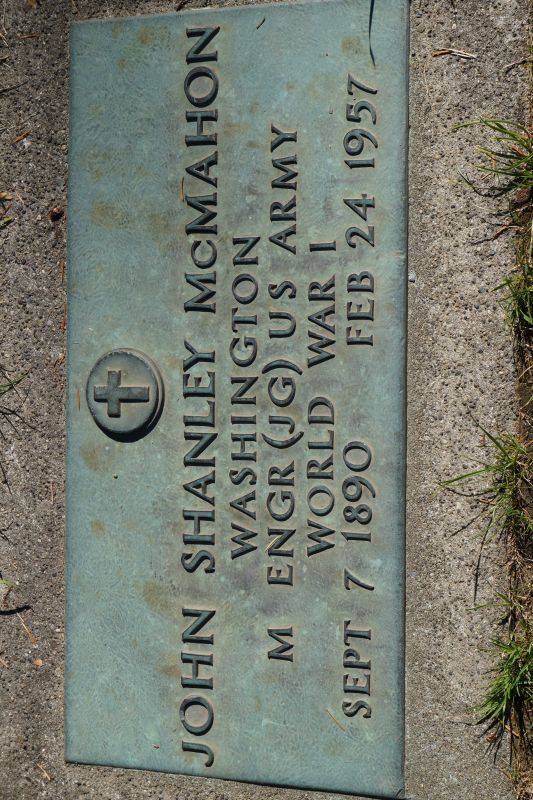 JOHN SHANLEY McMAHON
WASHINGTON
M ENGR (JG) US ARMY
WORLD WAR I
SEPT 7 1890 FEB 24 1957